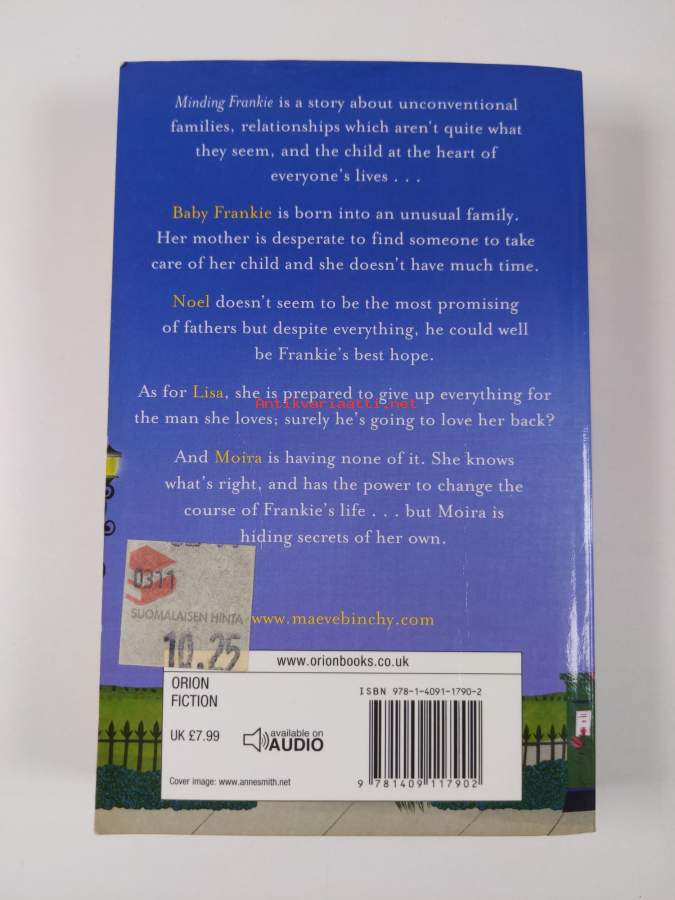 Minding Frankie is a story about unconventional
families, relationships which aren't quite what
they seem, and the child at the heart of
everyone's lives . . .
Baby Frankie is born into an unusual family.
Her mother is desperate to find someone to take
care of her child and she doesn't have much time.
Noel doesn't seem to be the most promising
of fathers but despite everything, he could well
be Frankie's best hope.
As for Lisa, she is prepared to give up everything for
Antikvariaatti.net
the man she loves; surely he's going to love her back?
And Moira is having none of it. She knows
what's right, and has the power to change the
course of Frankie's life . . . but Moira is
hiding secrets of her own.
0311
SUOMALAISEN HINTA
10.25
www.maevebinchy.com
www.orionbooks.co.uk
ORION
FICTION
UK £7.99
available on
AUDIO
Cover image: www.annesmith.net
ISBN 978-1-4091-1790-2
9 781409 117902